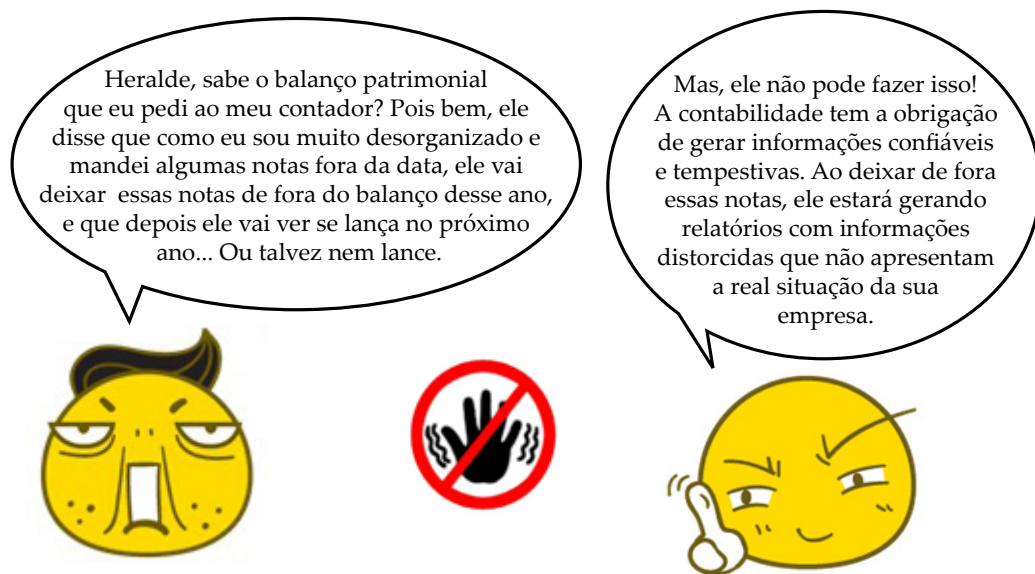 Heralde, sabe o balanço patrimonial
que eu pedi ao meu contador? Pois bem, ele
disse que como eu sou muito desorganizado e
mandei algumas notas fora da data, ele vai
deixar essas notas de fora do balanço desse ano,
e que depois ele vai ver se lança no próximo
ano... Ou talvez nem lance.
Mas, ele não pode fazer isso!
A contabilidade tem a obrigação
de gerar informações confiáveis
e tempestivas. Ao deixar de fora
essas notas, ele estará gerando
relatórios com informações
distorcidas que não apresentam
a real situação da sua
empresa.